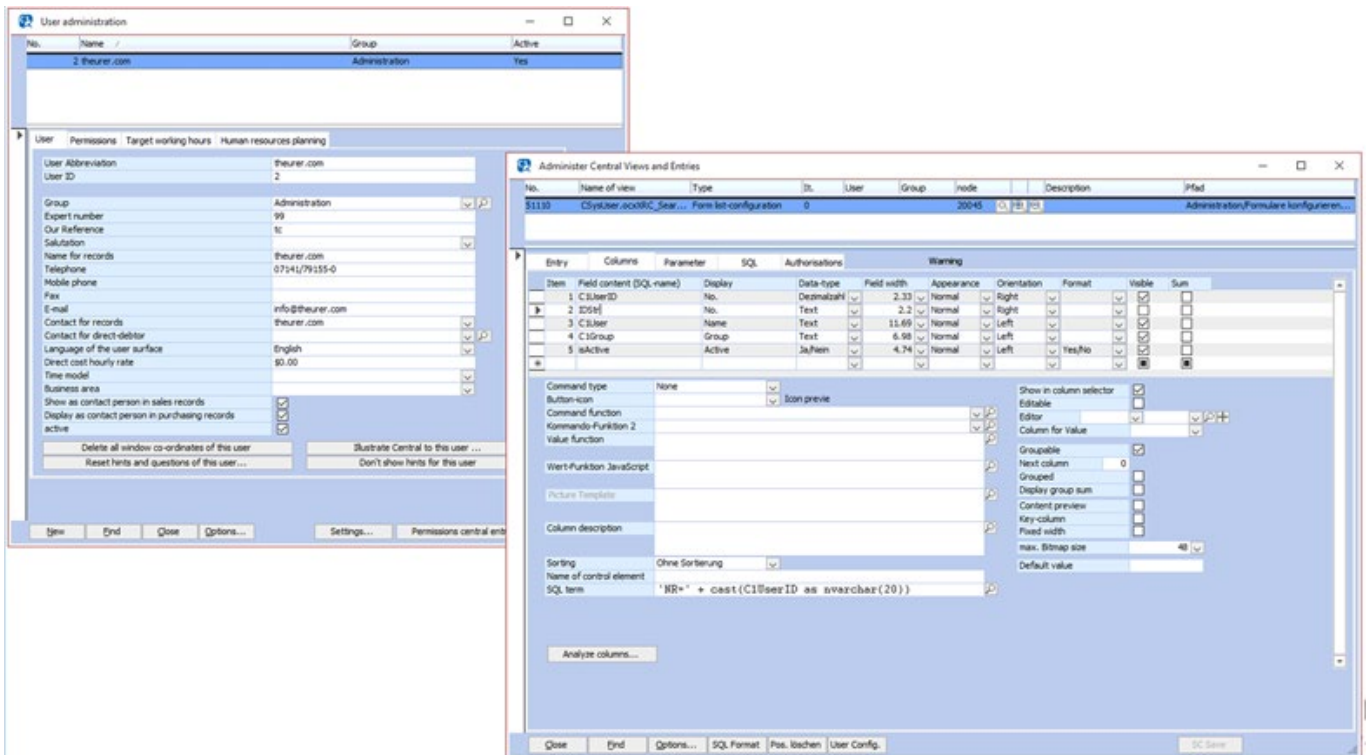 User administration
No. Name / Group Active
2 theurer.com Administration Yes
User Permissions Target working hours Human resources planning
User Abbreviation theurer.com
User ID 2
Group Administration
Expert number 99
Our Reference tc
Salutation
Name for records theurer.com
Telephone 07141/79155-0
Mobile phone
Fax
E-mail info@theurer.com
Contact for records theurer.com
Contact for direct-debtor
Language of the user surface English
Direct cost hourly rate $0.00
Time model
Business area
Show as contact person in sales records
Display as contact person in purchasing records
active
Delete all window co-ordinates of this user Illustrate Central to this user ...
Reset hints and questions of this user... Don't show hints for this user
New Find Close Options... Settings... Permissions central ent
Administer Central Views and Entries
No. Name of view Type It. User Group node Description Pfad
51110 CSysUser.ocxXRC_Sear... Form list-configuration 0 20045 Administration/Formulare konfigurieren...
Entry Columns Parameter SQL Authorisations Warning
Item Field content (SQL-name) Display Data-type Field width Appearance Orientation Format Visible Sum
1 C1UserID No. Dezimalzahl 2.33 Normal Right
2 IDStr No. Text 2.2 Normal Right
3 C1User Name Text 11.69 Normal Left
4 C1Group Group Text 6.98 Normal Left
5 isActive Active Ja/Nein 4.74 Normal Left Yes/No
Command type None Show in column selector
Button-icon Icon previe Editable
Command function Editor
Kommando-Funktion 2 Column for Value
Value function Groupable
Wert-Funktion JavaScript Next column 0
Grouped
Display group sum
Picture Template Content preview
Key-column
Column description Fixed width
max. Bitmap size 48
Sorting Ohne Sortierung Default value
Name of control element
SQL term 'NR=' + cast(C1UserID as nvarchar(20))
Analyze columns...
Close Find Options... SQL Format Pos. löschen User Config. SC Save